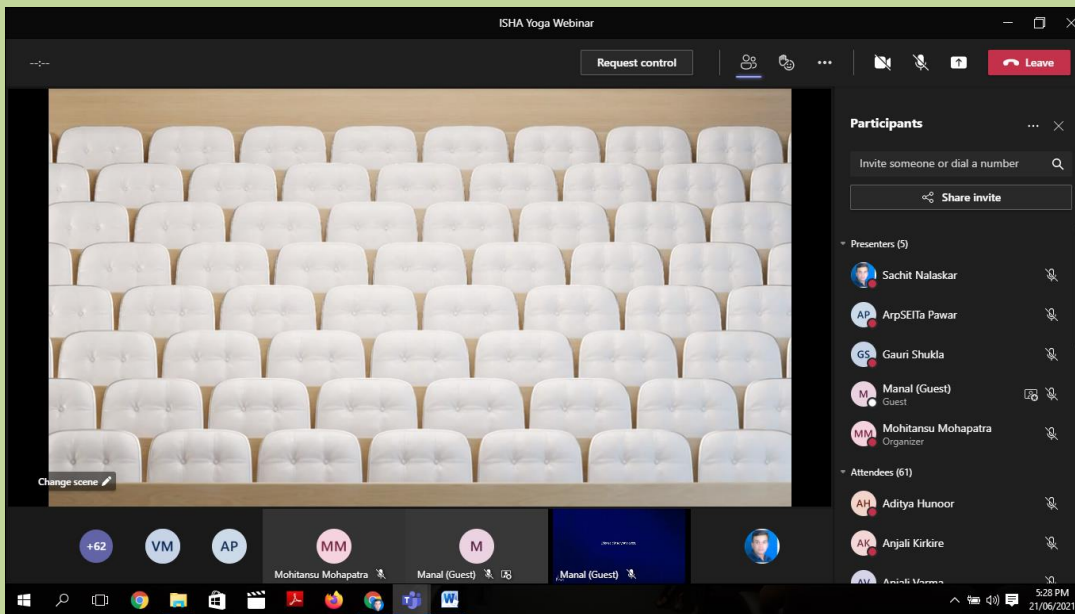 ISHA Yoga Webinar
--:--
Request control
Leave
Participants
Invite someone or dial a number
Share invite
Presenters (5)
Sachit Nalaskar
AP
ArpSEITa Pawar
GS
Gauri Shukla
M
Manal (Guest)
Guest
MM
Mohitansu Mohapatra
Organizer
Attendees (61)
AH
Aditya Hunoor
AK
Anjali Kirkire
AV
Anjali Varma
Change scene
+62
VM
AP
MM
Mohitansu Mohapatra
M
Manal (Guest)
Manal (Guest)
5:28 PM
21/06/2021